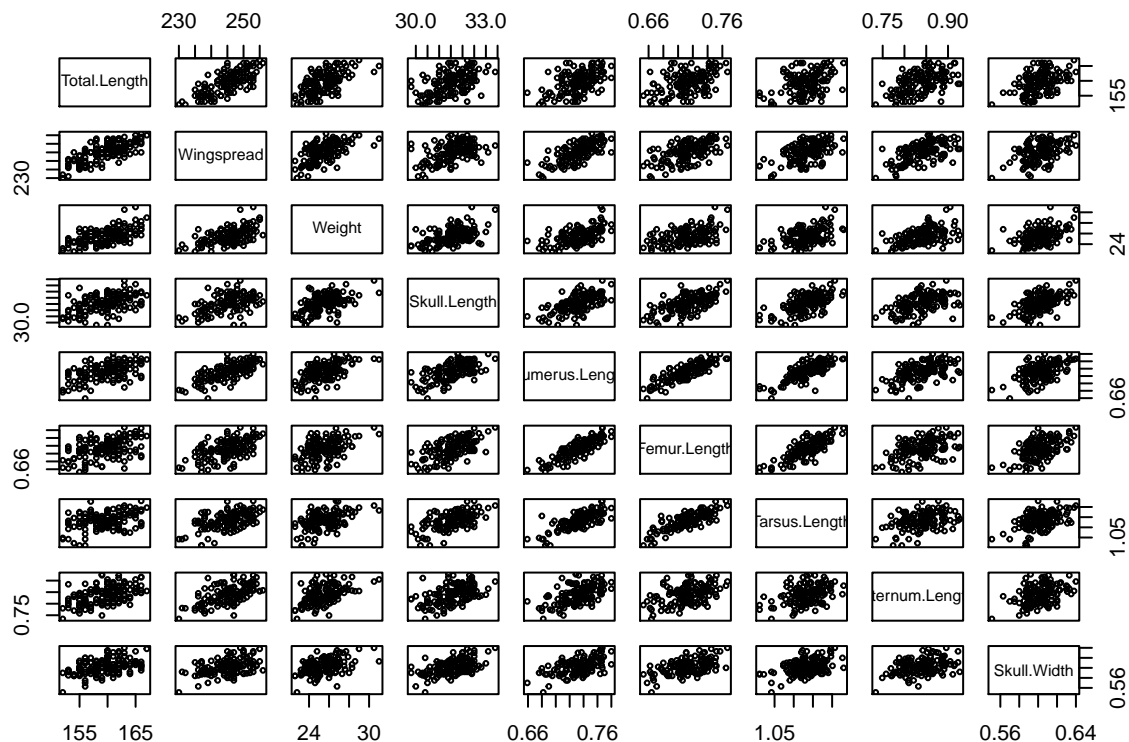 230 250 30.0 33.0 0.66 0.76 0.75 0.90
Total.Length
155
230
Wingspread
Weight
24
30.0
Skull.Length
umerus.Leng
0.66
0.66
Femur.Length
Tarsus.Length
1.05
0.75
ternum.Leng
Skull.Width
0.56
155 165 24 30 0.66 0.76 1.05 0.56 0.64